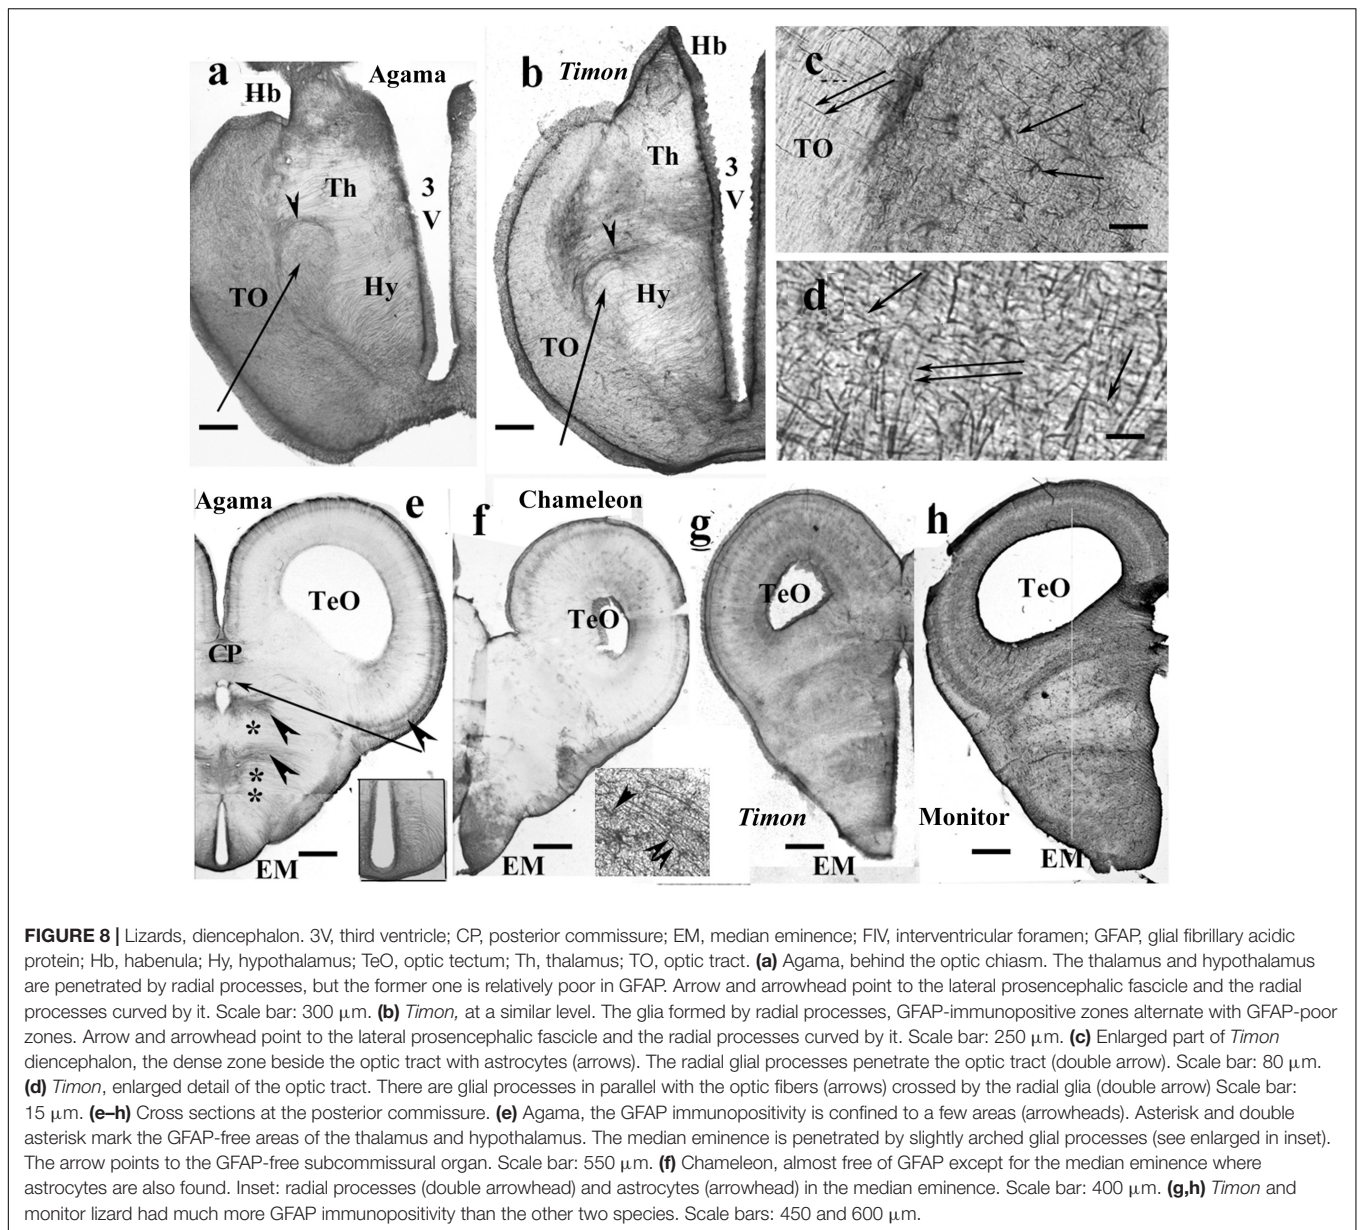 a
Agama
Hb
Th
3
V
TO
Hy
b
Timon
Hb
Th
3
V
Hy
TO
c
TO
d
Agama
e
TeO
CP
*
*
*
EM
f
Chameleon
TeO
EM
g
TeO
Timon
h
TeO
Monitor
EM
FIGURE 8 | Lizards, diencephalon. 3V, third ventricle; CP, posterior commissure; EM, median eminence; FIV, interventricular foramen; GFAP, glial fibrillary acidic
protein; Hb, habenula; Hy, hypothalamus; TeO, optic tectum; Th, thalamus; TO, optic tract. (a) Agama, behind the optic chiasm. The thalamus and hypothalamus
are penetrated by radial processes, but the former one is relatively poor in GFAP. Arrow and arrowhead point to the lateral prosencephalic fascicle and the radial
processes curved by it. Scale bar: 300 μm. (b) Timon, at a similar level. The glia formed by radial processes, GFAP-immunopositive zones alternate with GFAP-poor
zones. Arrow and arrowhead point to the lateral prosencephalic fascicle and the radial processes curved by it. Scale bar: 250 μm. (c) Enlarged part of Timon
diencephalon, the dense zone beside the optic tract with astrocytes (arrows). The radial glial processes penetrate the optic tract (double arrow). Scale bar: 80 μm.
(d) Timon, enlarged detail of the optic tract. There are glial processes in parallel with the optic fibers (arrows) crossed by the radial glia (double arrow) Scale bar:
15 μm. (e–h) Cross sections at the posterior commissure. (e) Agama, the GFAP immunopositivity is confined to a few areas (arrowheads). Asterisk and double
asterisk mark the GFAP-free areas of the thalamus and hypothalamus. The median eminence is penetrated by slightly arched glial processes (see enlarged in inset).
The arrow points to the GFAP-free subcommissural organ. Scale bar: 550 μm. (f) Chameleon, almost free of GFAP except for the median eminence where
astrocytes are also found. Inset: radial processes (double arrowhead) and astrocytes (arrowhead) in the median eminence. Scale bar: 400 μm. (g,h) Timon and
monitor lizard had much more GFAP immunopositivity than the other two species. Scale bars: 450 and 600 μm.